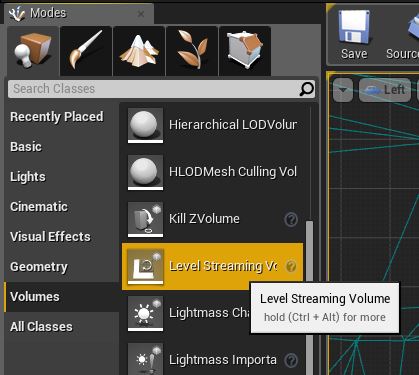 Modes
Save
Source
Search Classes
Left
Recently Placed
Basic
Lights
Cinematic
Visual Effects
Geometry
Volumes
All Classes
Hierarchical LODVolur
HLODMesh Culling Vol
Kill ZVolume
Level Streaming Vo
Lightmass Cha
Lightmass Importa
Level Streaming Volume
hold (Ctrl + Alt) for more